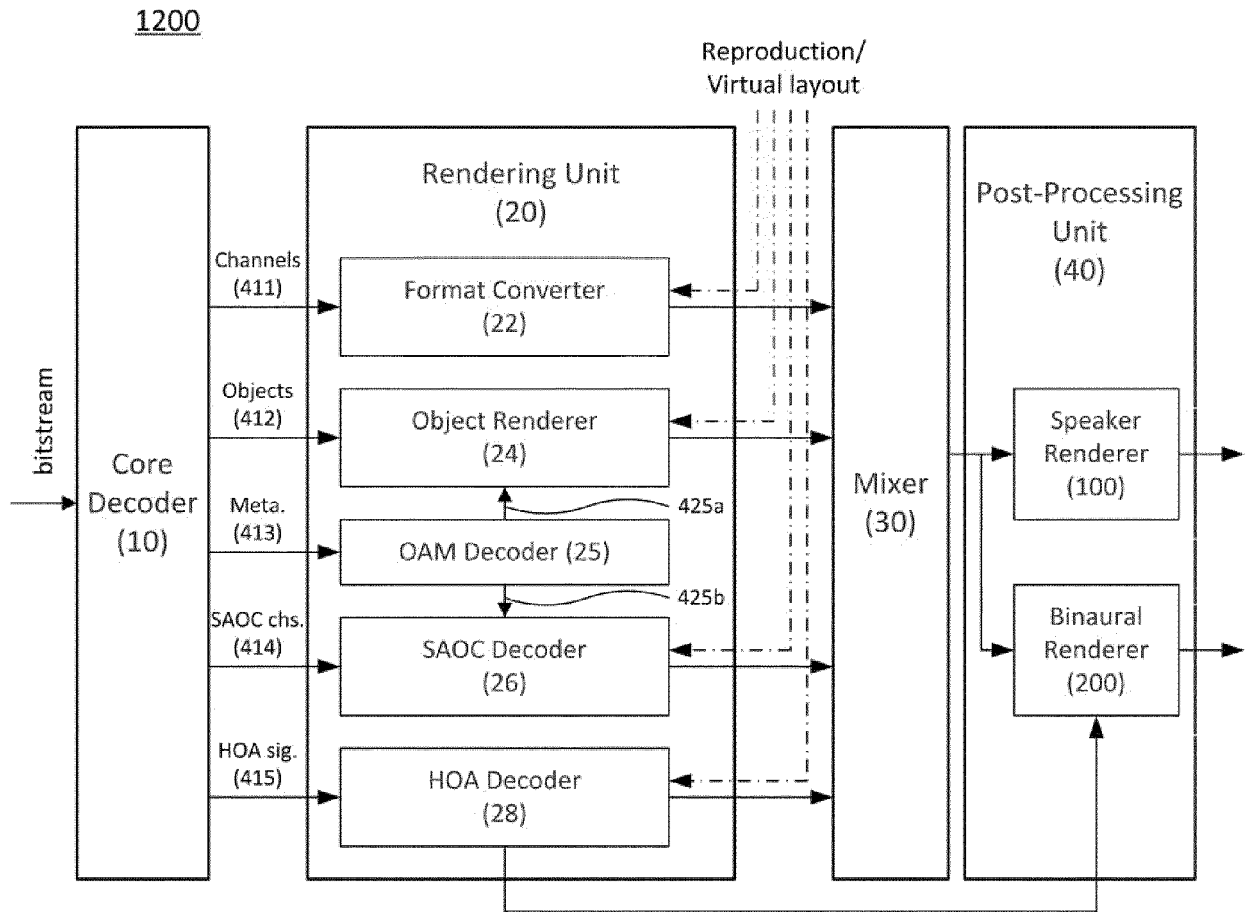 1200
Reproduction/
Virtual layout
Rendering Unit
(20)
Post-Processing
Unit
(40)
bitstream
Core
Decoder
(10)
Channels
(411)
Format Converter
(22)
Objects
(412)
Object Renderer
(24)
425a
Meta.
(413)
OAM Decoder (25)
425b
SAOC chs.
(414)
SAOC Decoder
(26)
HOA sig.
(415)
HOA Decoder
(28)
Mixer
(30)
Speaker
Renderer
(100)
Binaural
Renderer
(200)